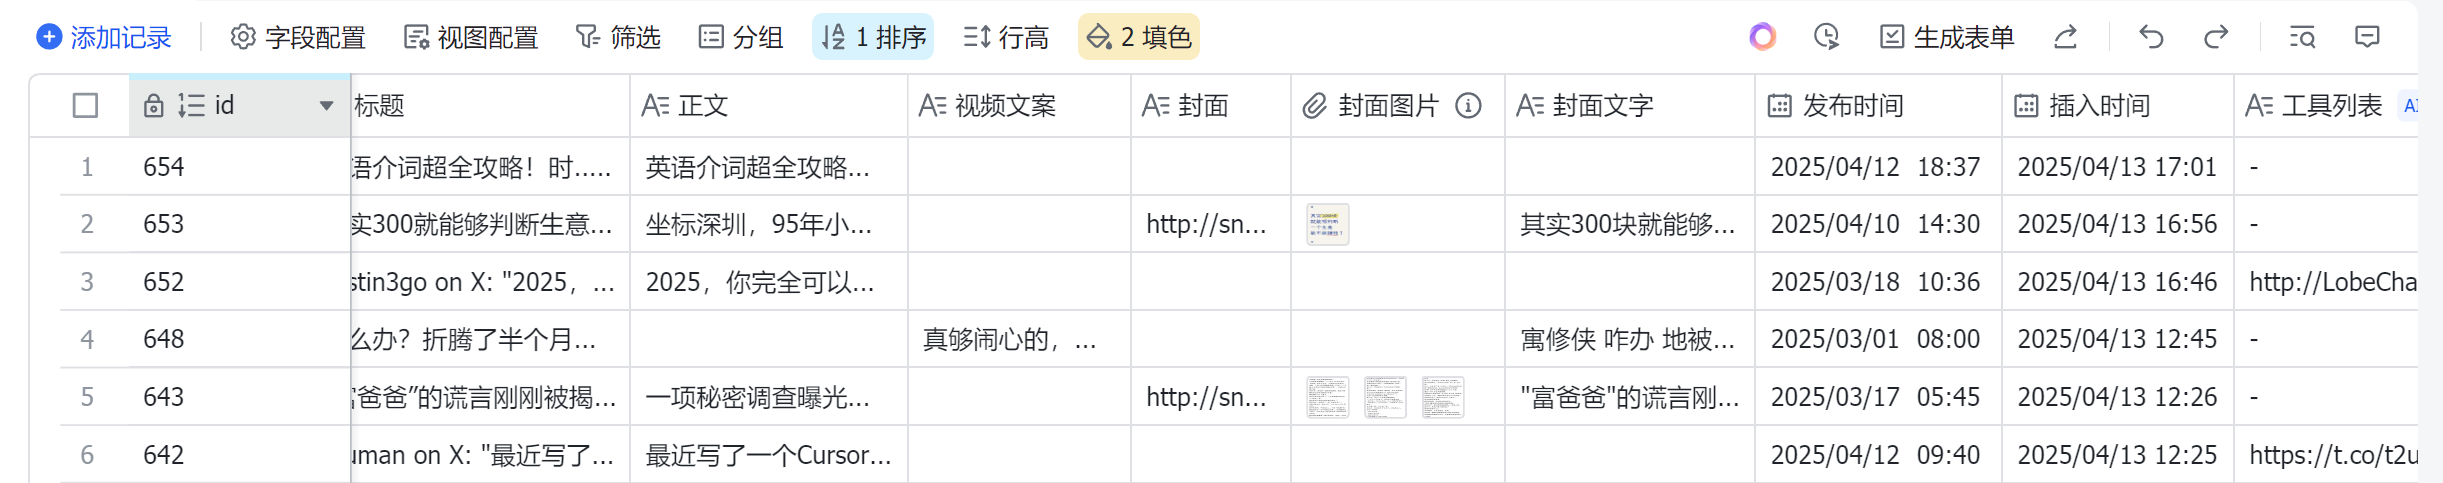 添加记录 字段配置 视图配置 筛选 分组 1 排序 行高 2 填色 生成表单
id 标题 正文 视频文案 封面 封面图片 封面文字 发布时间 插入时间 工具列表 AI
1 654 语介词超全攻略！时..... 英语介词超全攻略... 2025/04/12 18:37 2025/04/13 17:01 -
2 653 实300就能够判断生意... 坐标深圳，95年小... http://sn... 其实300块就能够... 2025/04/10 14:30 2025/04/13 16:56 -
3 652 stin3go on X: "2025，... 2025，你完全可以... 2025/03/18 10:36 2025/04/13 16:46 http://LobeCha
4 648 么办？折腾了半个月... 真够闹心的，... 寓修侠 咋办 地被... 2025/03/01 08:00 2025/04/13 12:45 -
5 643 富爸爸”的谎言刚刚被揭... 一项秘密调查曝光... http://sn... "富爸爸"的谎言刚... 2025/03/17 05:45 2025/04/13 12:26 -
6 642 uman on X: "最近写了... 最近写了一个Cursor... 2025/04/12 09:40 2025/04/13 12:25 https://t.co/t2u